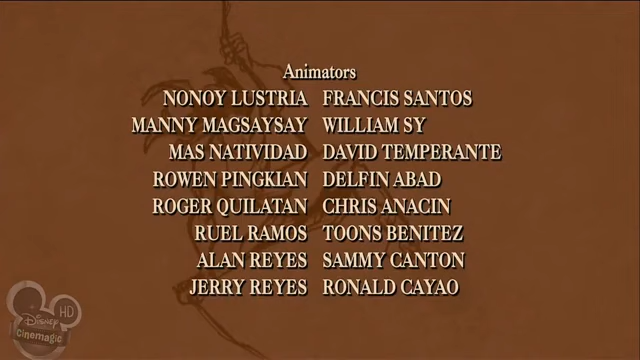 Animators
NONOY LUSTRIA FRANCIS SANTOS
MANNY MAGSAYSAY WILLIAM SY
MAS NATIVIDAD DAVID TEMPERANTE
ROWEN PINGKIAN DELFIN ABAD
ROGER QUILATAN CHRIS ANACIN
RUEL RAMOS TOONS BENITEZ
ALAN REYES SAMMY CANTON
JERRY REYES RONALD CAYAO
HD
Disney
cinemagic